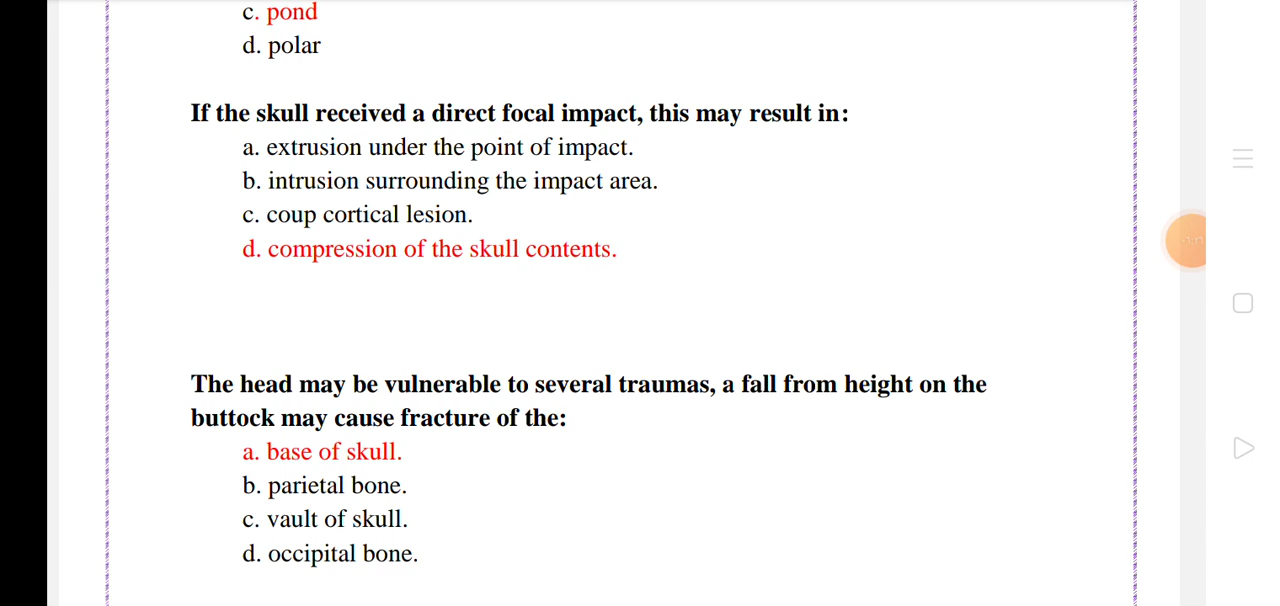 c. pond
d. polar
If the skull received a direct focal impact, this may result in:
a. extrusion under the point of impact.
b. intrusion surrounding the impact area.
c. coup cortical lesion.
d. compression of the skull contents.
The head may be vulnerable to several traumas, a fall from height on the
buttock may cause fracture of the:
a. base of skull.
b. parietal bone.
c. vault of skull.
d. occipital bone.